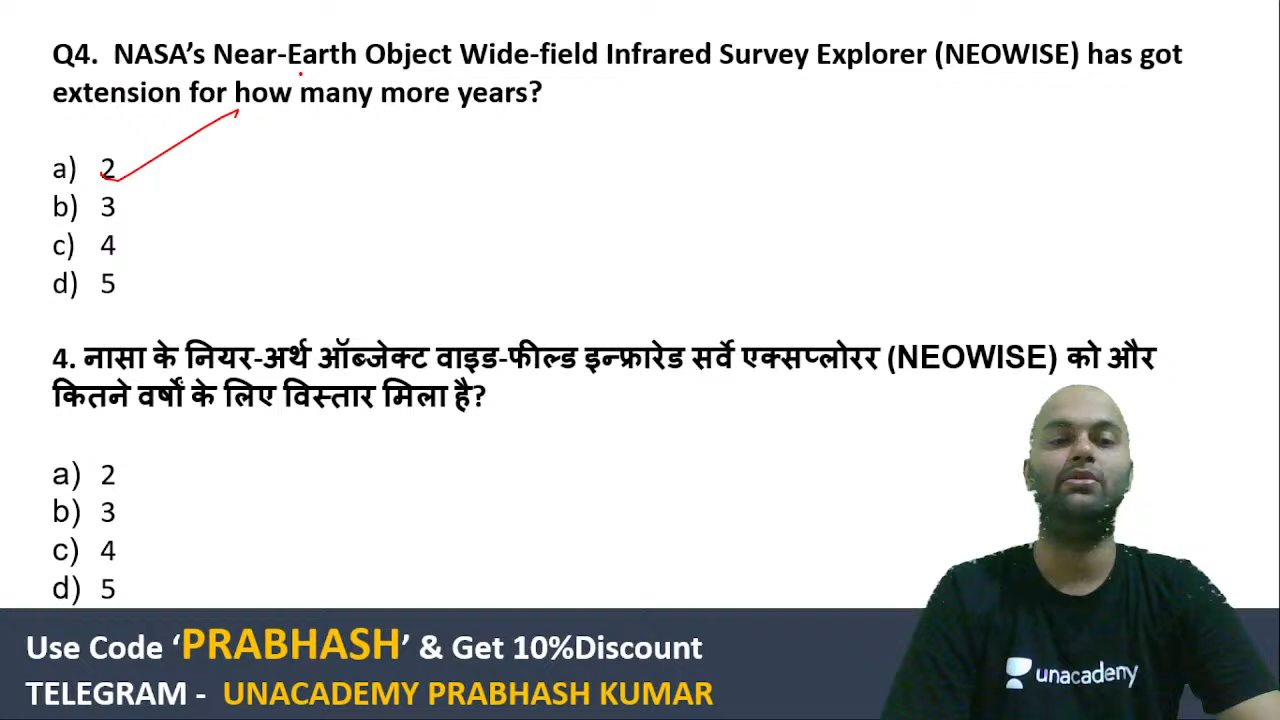 Q4. NASA's Near-Earth Object Wide-field Infrared Survey Explorer (NEOWISE) has got
extension for how many more years?
a) 2
b) 3
c) 4
d) 5
4. नासा के नियर-अर्थ ऑब्जेक्ट वाइड-फील्ड इन्फ्रारेड सर्वे एक्सप्लोरर (NEOWISE) को और
कितने वर्षों के लिए विस्तार मिला है?
a) 2
b) 3
c) 4
d) 5
Use Code ‘PRABHASH’ & Get 10%Discount
TELEGRAM - UNACADEMY PRABHASH KUMAR
unacademy